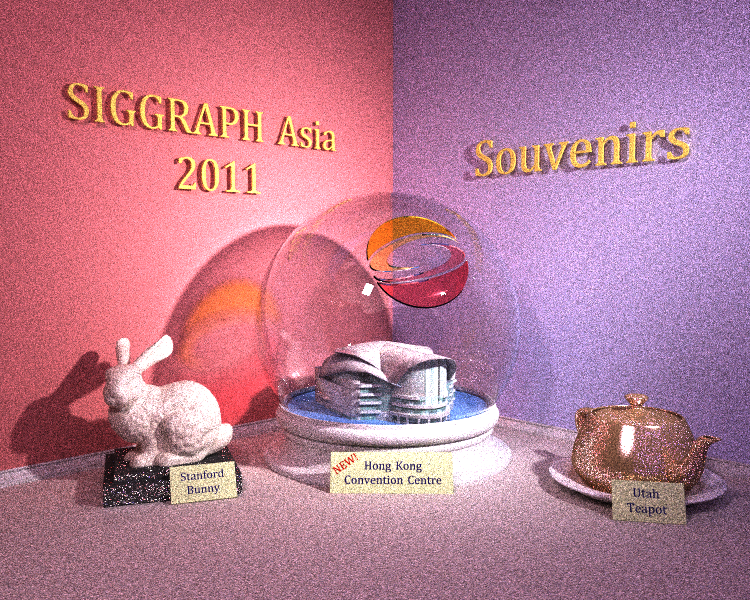 SIGGRAPH Asia
2011
Souvenirs
Stanford
Bunny
NEW!
Hong Kong
Convention Centre
Utah
Teapot